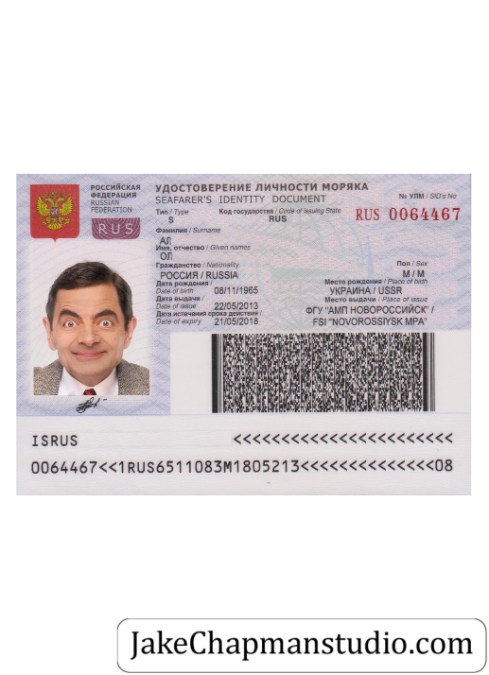 РОССИЙСКАЯ
ФЕДЕРАЦИЯ
RUSSIAN
FEDERATION
RUS
УДОСТОВЕРЕНИЕ ЛИЧНОСТИ МОРЯКА
SEAFARER'S IDENTITY DOCUMENT
№ УЛМ / SID's No
Тип / Type
S
Код государства / Code of issuing State
RUS
RUS 0064467
Фамилия / Surname
АЛ
Имя, отчество / Given names
ОЛ
Гражданство / Nationality
РОССИЯ / RUSSIA
Пол / Sex
М / M
Дата рождения /
Date of birth
08/11/1965
Место рождения / Place of birth
УКРАИНА / USSR
Дата выдачи /
Date of issue
22/05/2013
Место выдачи / Place of issue
ФГУ "АМП НОВОРОССИЙСК" /
FSI "NOVOROSSIYSK MPA"
Дата истечения срока действия /
Date of expiry
21/05/2018
ISRUS <<<<<<<<<<<<<<<<<<<<<<<<
0064467<<1RUS6511083M1805213<<<<<<<<<<<<<<08
JakeChapmanstudio.com